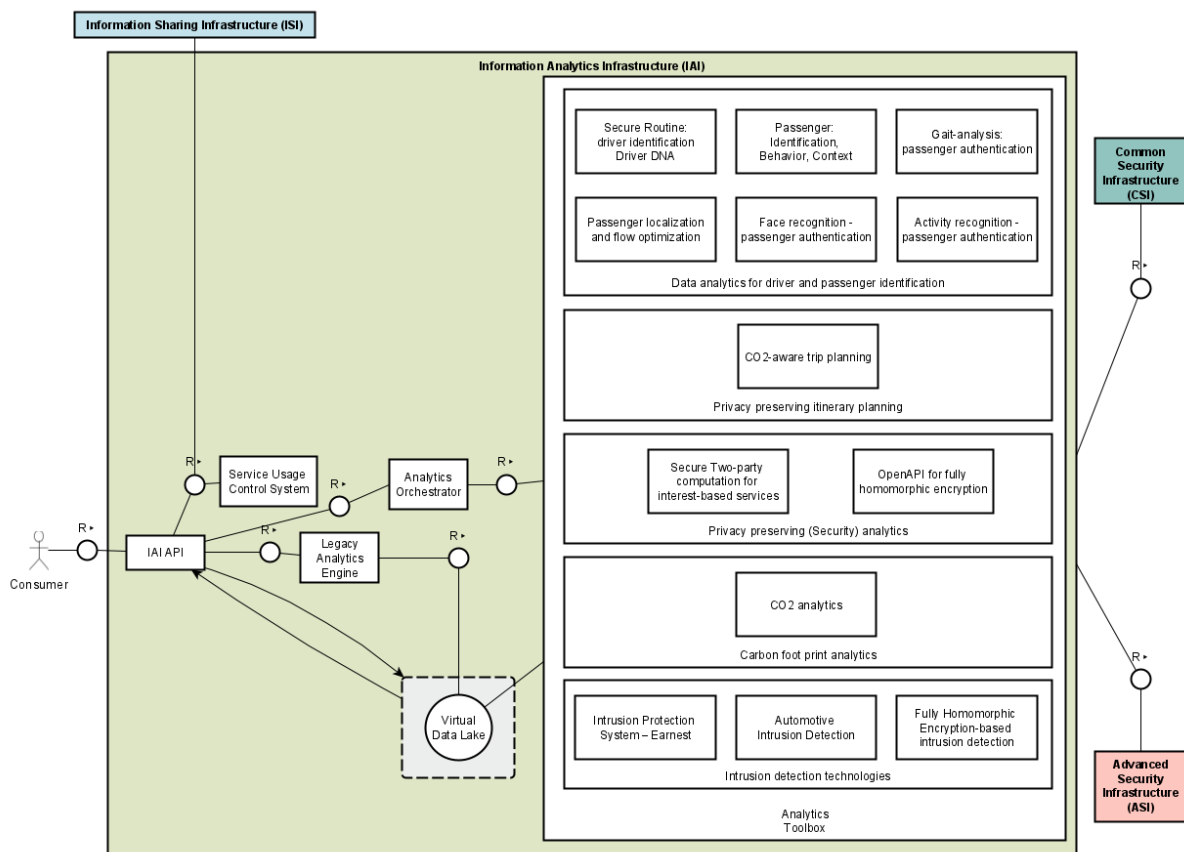 Information Sharing Infrastructure (ISI)
Information Analytics Infrastructure (IAI)
Secure Routine:
driver identification
Driver DNA
Passenger:
Identification,
Behavior, Context
Gait-analysis:
passenger authentication
Passenger localization
and flow optimization
Face recognition -
passenger authentication
Activity recognition -
passenger authentication
Data analytics for driver and passenger identification
CO2-aware trip planning
Privacy preserving itinerary planning
Secure Two-party
computation for
interest-based services
OpenAPI for fully
homomorphic encryption
Privacy preserving (Security) analytics
CO2 analytics
Carbon foot print analytics
Intrusion Protection
System – Earnest
Automotive
Intrusion Detection
Fully Homomorphic
Encryption-based
intrusion detection
Intrusion detection technologies
Analytics
Toolbox
Common
Security
Infrastructure
(CSI)
R
R
Advanced
Security
Infrastructure
(ASI)
R
Service Usage
Control System
R
Analytics
Orchestrator
R
R
IAI API
R
Legacy
Analytics
Engine
R
Consumer
Virtual
Data Lake